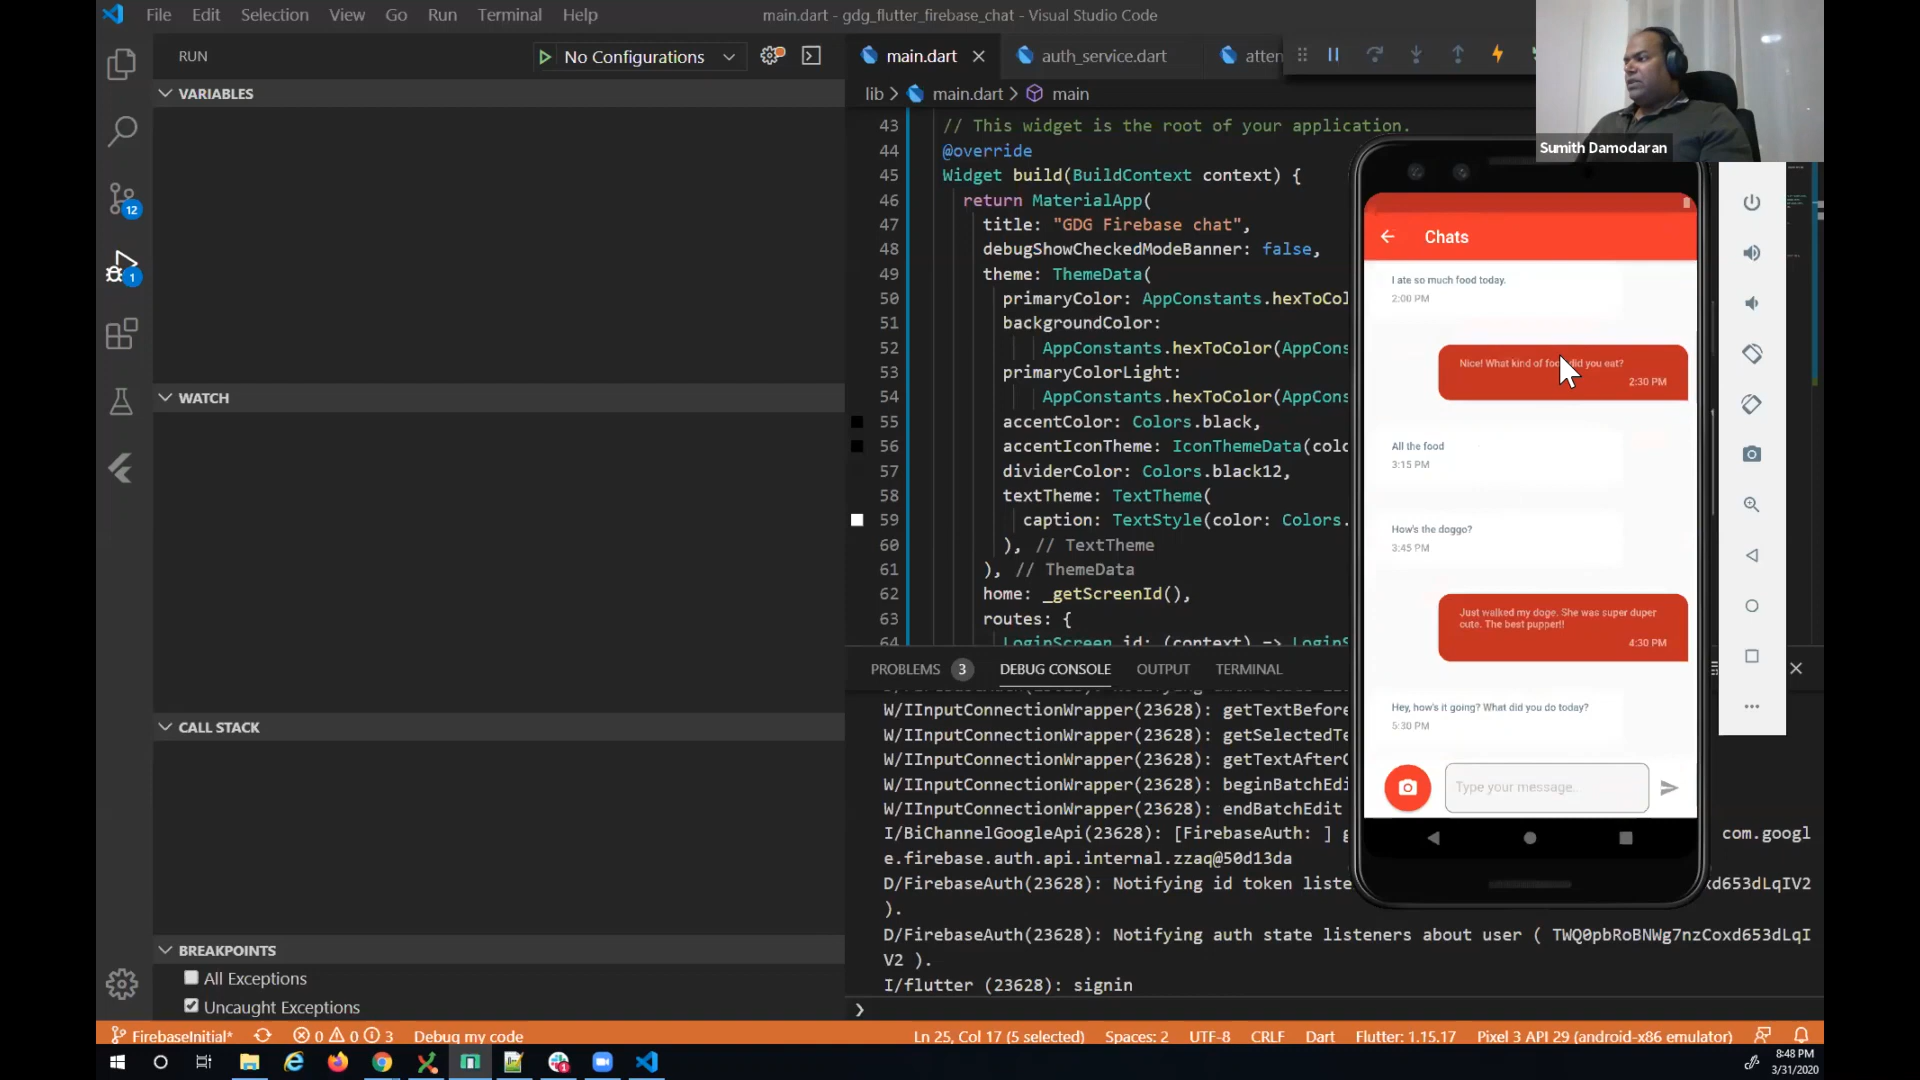 File Edit Selection View Go Run Terminal Help
main.dart - gdg_flutter_firebase_chat - Visual Studio Code
RUN
No Configurations
main.dart
auth_service.dart
atten
Sumith Damodaran
lib > main.dart > main
VARIABLES
WATCH
CALL STACK
BREAKPOINTS
All Exceptions
Uncaught Exceptions
12
1
43 // This widget is the root of your application.
44 @override
45 Widget build(BuildContext context) {
46 return MaterialApp(
47 title: "GDG Firebase chat",
48 debugShowCheckedModeBanner: false,
49 theme: ThemeData(
50 primaryColor: AppConstants.hexToCol
51 backgroundColor:
52 AppConstants.hexToColor(AppCons
53 primaryColorLight:
54 AppConstants.hexToColor(AppCons
55 accentColor: Colors.black,
56 accentIconTheme: IconThemeData(colo
57 dividerColor: Colors.black12,
58 textTheme: TextTheme(
59 caption: TextStyle(color: Colors.
60 ), // TextTheme
61 ), // ThemeData
62 home: _getScreenId(),
63 routes: {
64 LoginScreen.id: (context) => LoginS
PROBLEMS 3 DEBUG CONSOLE OUTPUT TERMINAL
W/IInputConnectionWrapper(23628): getTextBefore
W/IInputConnectionWrapper(23628): getSelectedTe
W/IInputConnectionWrapper(23628): getTextAfterC
W/IInputConnectionWrapper(23628): beginBatchEdi
W/IInputConnectionWrapper(23628): endBatchEdit
I/BiChannelGoogleApi(23628): [FirebaseAuth: ] g com.googl
e.firebase.auth.api.internal.zzaq@50d13da
D/FirebaseAuth(23628): Notifying id token liste xd653dLqIV2
).
D/FirebaseAuth(23628): Notifying auth state listeners about user ( TWQ0pbRoBNWg7nzCoxd653dLqI
V2 ).
I/flutter (23628): signin
Chats
I ate so much food today.
2:00 PM
Nice! What kind of food did you eat?
2:30 PM
All the food
3:15 PM
How's the doggo?
3:45 PM
Just walked my doge. She was super duper
cute. The best pupper!!
4:30 PM
Hey, how's it going? What did you do today?
5:30 PM
Type your message..
FirebaseInitial* 0 0 3 Debug my code Ln 25, Col 17 (5 selected) Spaces: 2 UTF-8 CRLF Dart Flutter: 1.15.17 Pixel 3 API 29 (android-x86 emulator)
8:48 PM
3/31/2020